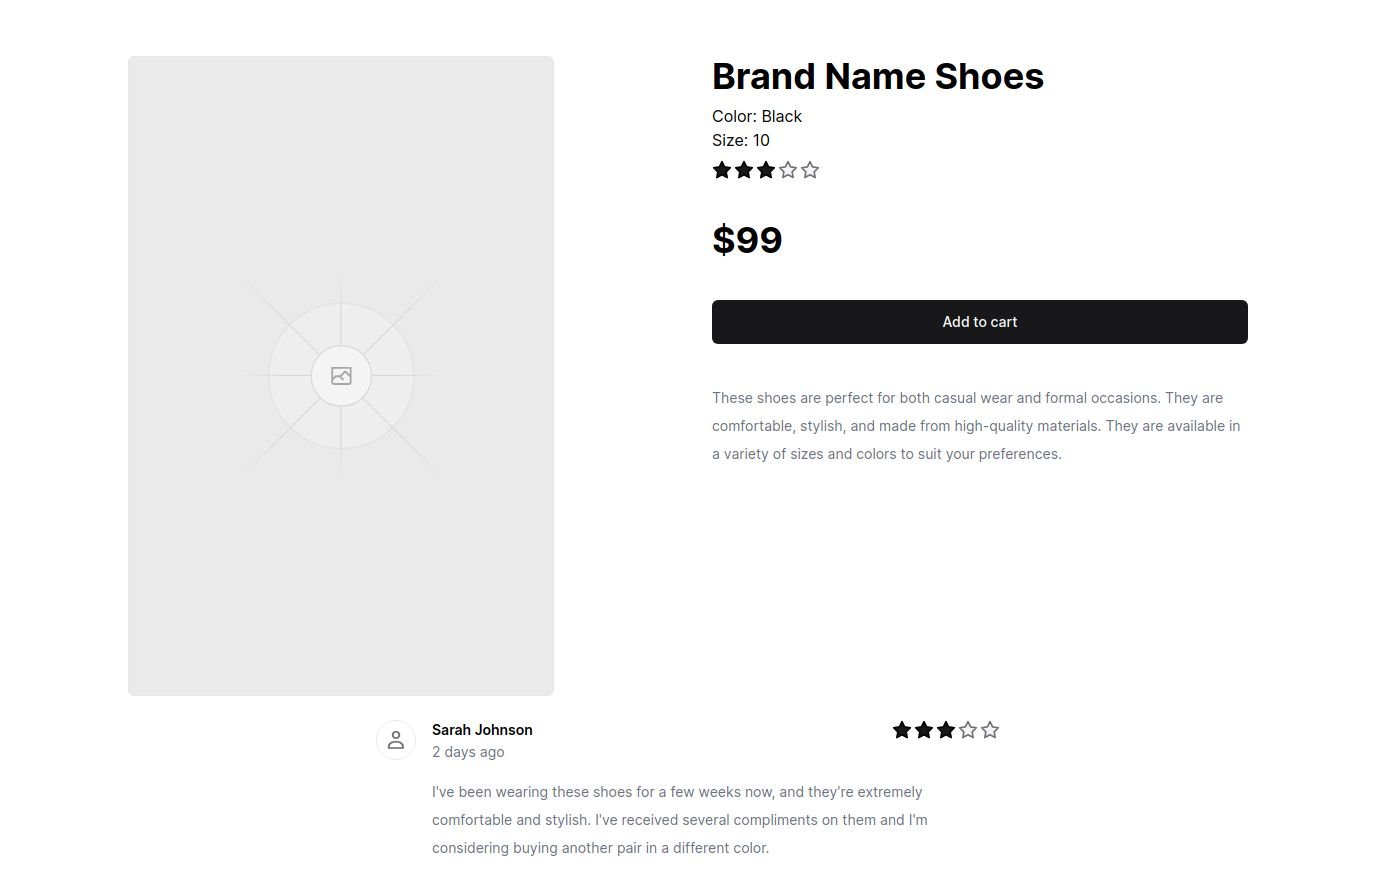 Brand Name Shoes
Color: Black
Size: 10
$99
Add to cart
These shoes are perfect for both casual wear and formal occasions. They are
comfortable, stylish, and made from high-quality materials. They are available in
a variety of sizes and colors to suit your preferences.
Sarah Johnson
2 days ago
I've been wearing these shoes for a few weeks now, and they're extremely
comfortable and stylish. I've received several compliments on them and I'm
considering buying another pair in a different color.